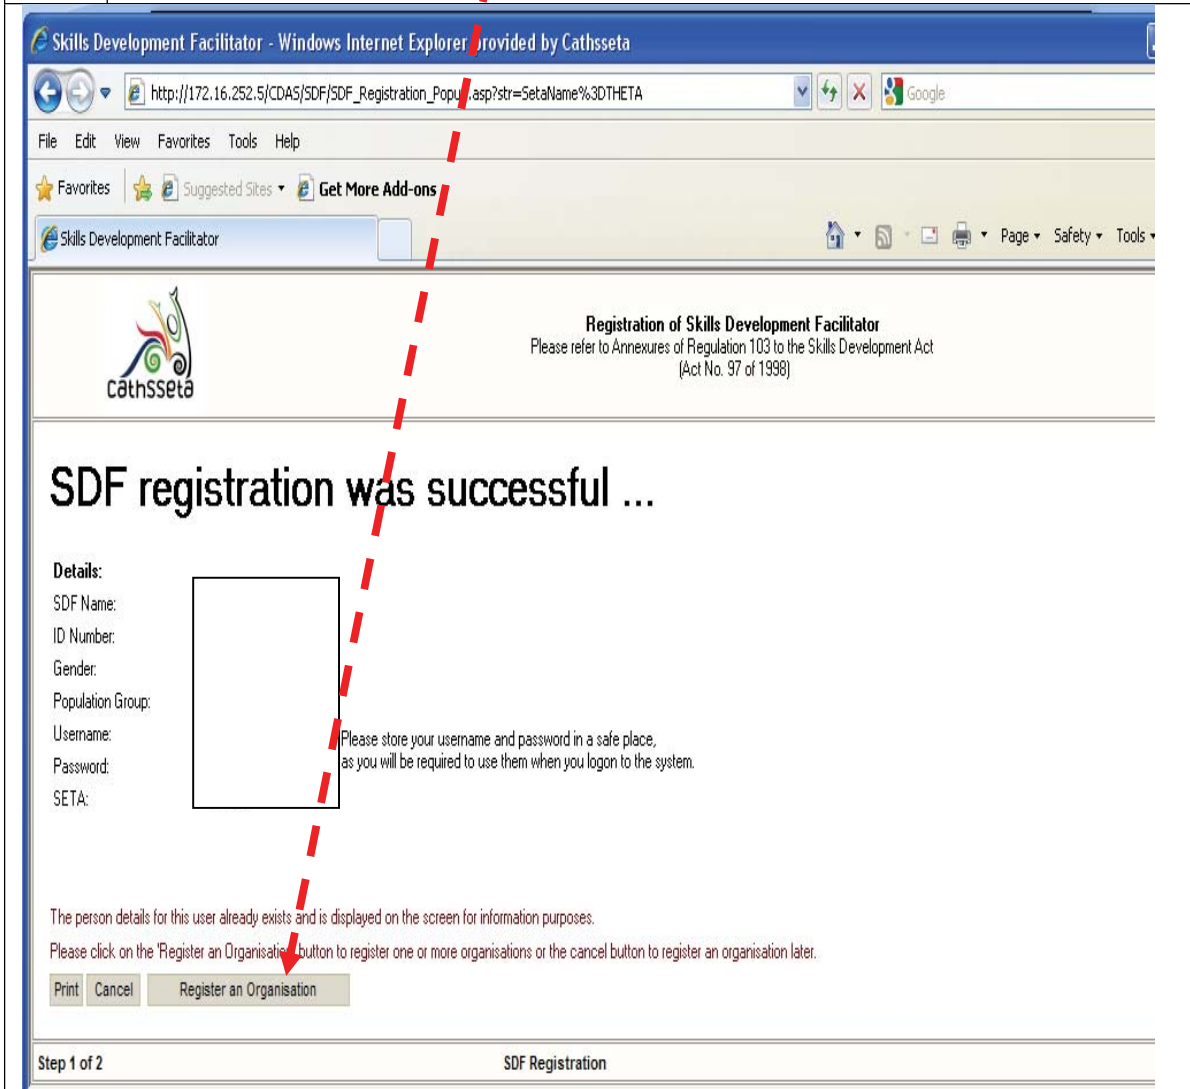 Skills Development Facilitator - Windows Internet Explorer provided by Cathsseta
http://172.16.252.5/CDAS/SDF/SDF_Registration_Popup.asp?str=SetaName%3DTHETA
Google
File Edit View Favorites Tools Help
Favorites Suggested Sites Get More Add-ons
Skills Development Facilitator Page Safety Tools
cathsseta
Registration of Skills Development Facilitator
Please refer to Annexures of Regulation 103 to the Skills Development Act
(Act No. 97 of 1998)
SDF registration was successful ...
Details:
SDF Name:
ID Number:
Gender:
Population Group:
Username:
Please store your username and password in a safe place,
Password:
as you will be required to use them when you logon to the system.
SETA:
The person details for this user already exists and is displayed on the screen for information purposes.
Please click on the 'Register an Organisation' button to register one or more organisations or the cancel button to register an organisation later.
Print Cancel Register an Organisation
Step 1 of 2 SDF Registration